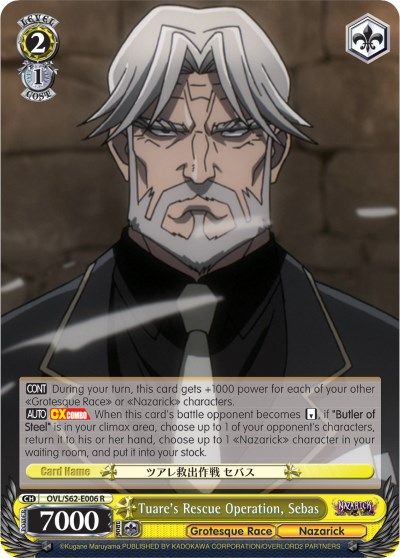 LEVEL
2
1
COST
CONT During your turn, this card gets +1000 power for each of your other
«Grotesque Race» or «Nazarick» characters.
AUTO CXCOMBO When this card's battle opponent becomes, if "Butler of
Steel" is in your climax area, choose up to 1 of your opponent's characters,
return it to his or her hand, choose up to 1 «Nazarick» character in your
waiting room, and put it into your stock.
Card Name ツアレ救出作戦 セバス
CD OVL/S62-E006 R
Tuare's Rescue Operation, Sebas
NAZARICK
POWER 7000 SOUL
Grotesque Race Nazarick
©Kugane Maruyama,PUBLISHED BY KADOKAWA CORPORATION/OVERLORD2 PARTNERS